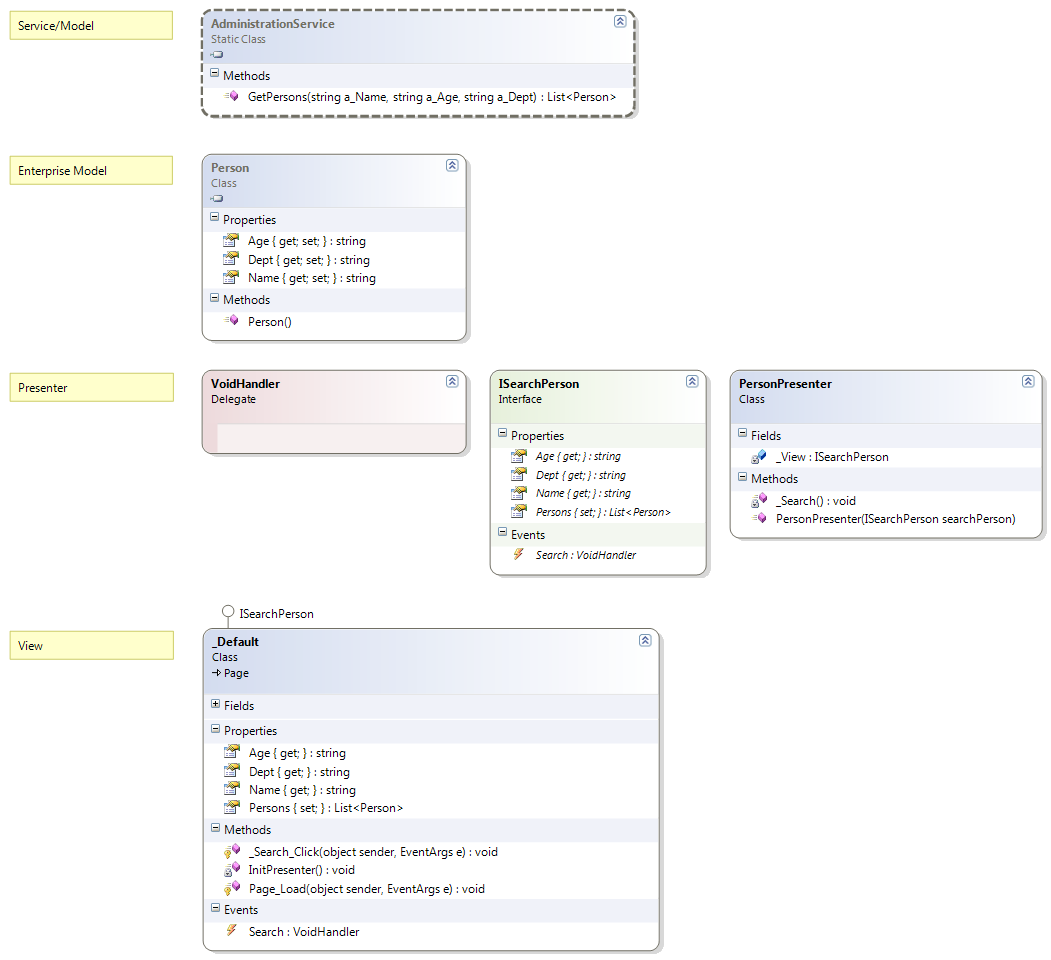 Service/Model
AdministrationService
Static Class
Methods
GetPersons(string a_Name, string a_Age, string a_Dept) : List<Person>
Enterprise Model
Person
Class
Properties
Age { get; set; } : string
Dept { get; set; } : string
Name { get; set; } : string
Methods
Person()
Presenter
VoidHandler
Delegate
ISearchPerson
Interface
Properties
Age { get; } : string
Dept { get; } : string
Name { get; } : string
Persons { set; } : List<Person>
Events
Search : VoidHandler
PersonPresenter
Class
Fields
_View : ISearchPerson
Methods
_Search() : void
PersonPresenter(ISearchPerson searchPerson)
View
ISearchPerson
_Default
Class
Page
Fields
Properties
Age { get; } : string
Dept { get; } : string
Name { get; } : string
Persons { set; } : List<Person>
Methods
_Search_Click(object sender, EventArgs e) : void
InitPresenter() : void
Page_Load(object sender, EventArgs e) : void
Events
Search : VoidHandler